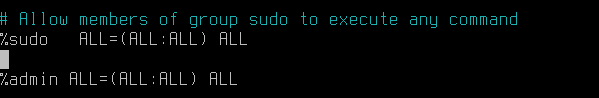 # Allow members of group sudo to execute any command
%sudo   ALL=(ALL:ALL) ALL
%admin ALL=(ALL:ALL) ALL